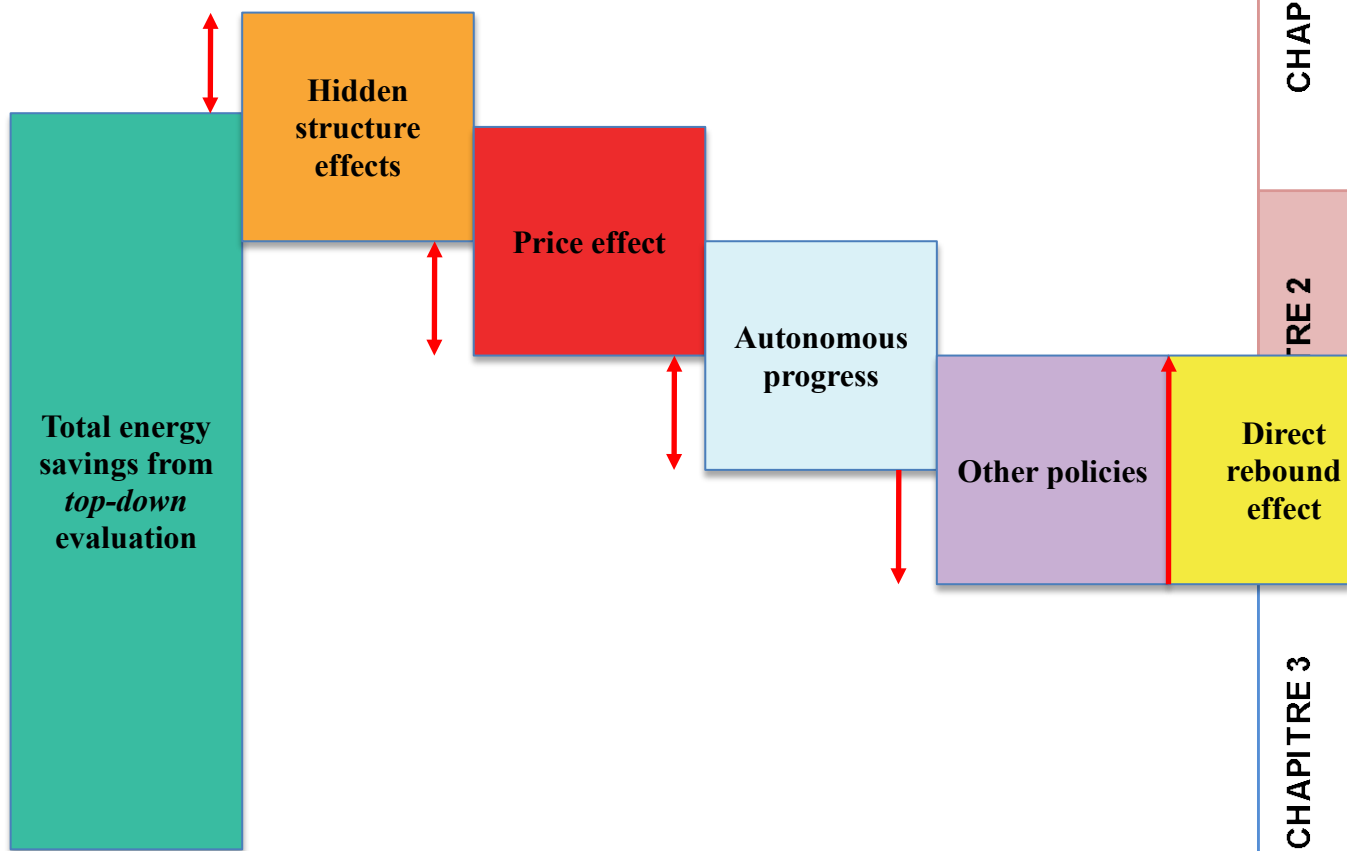 Hidden
structure
effects
Price effect
Autonomous
progress
Total energy
savings from
top-down
evaluation
Other policies
Direct
rebound
effect
CHAP
TRE 2
CHAPITRE 3